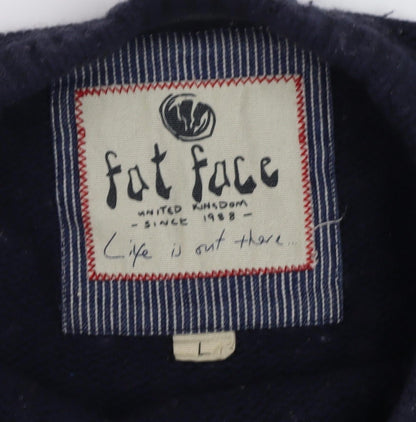 fat face
UNITED KINGDOM
- SINCE 1988 -
Life is out there...
L